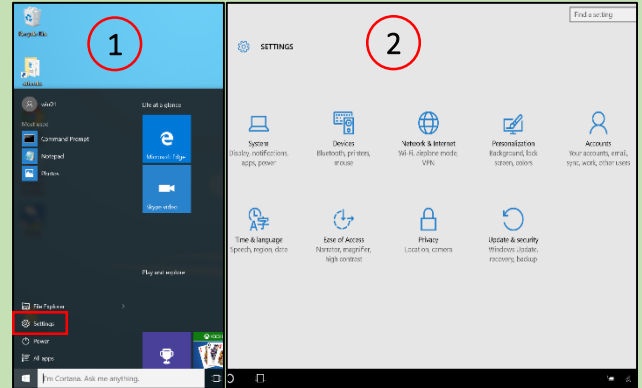 1
2
Recycle Bin
Find a setting
SETTINGS
win01
Most used
Command Prompt
Notepad
Photos
Life at a glance
Microsoft Edge
Skype video
Play and explore
File Explorer
Settings
Power
All apps
I'm Cortana. Ask me anything.
System
Display, notifications,
apps, power
Devices
Bluetooth, printers,
mouse
Network & Internet
Wi-Fi, airplane mode,
VPN
Personalization
Background, lock
screen, colors
Accounts
Your accounts, email,
sync, work, other users
Time & language
Speech, region, date
Ease of Access
Narrator, magnifier,
high contrast
Privacy
Location, camera
Update & security
Windows Update,
recovery, backup